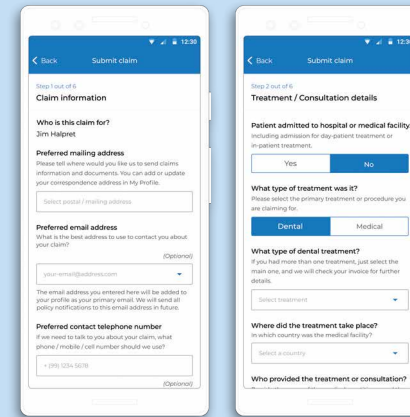 12:30
Back Submit claim
Step 1 out of 6
Claim information
Who is this claim for?
Jim Halpret
Preferred mailing address
Please tell where would you like us to send claims
information and documents. You can add or update
your correspondence address in My Profile.
Select postal / mailing address
Preferred email address
What is the best address to use to contact you about
your claim?
(Optional)
your-email@address.com
The email address you entered here will be added to
your profile as your primary email. We will send all
policy notifications to this email address in future.
Preferred contact telephone number
If we need to talk to you about your claim, what
phone / mobile / cell number should we use?
+ (99) 1234 5678
(Optional)
12:30
Back Submit claim
Step 2 out of 6
Treatment / Consultation details
Patient admitted to hospital or medical facility
Including admission for day-patient treatment or
in-patient treatment.
Yes No
What type of treatment was it?
Please select the primary treatment or procedure you
are claiming for.
Dental Medical
What type of dental treatment?
If you had more than one treatment, just select the
main one, and we will check your invoice for further
details.
Select treatment
Where did the treatment take place?
In which country was the medical facility?
Select a country
Who provided the treatment or consultation?